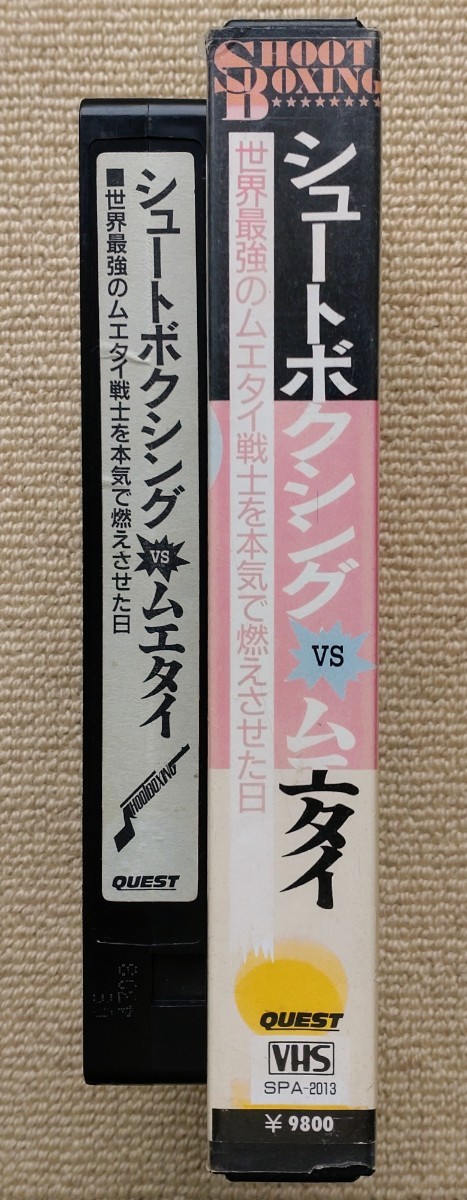 シュートボクシング VS ムエタイ
■世界最強のムエタイ戦士を本気で燃えさせた日
SHOOTBOXING
QUEST
SHOOT
BOXING
シュートボクシング VS ムエタイ
世界最強のムエタイ戦士を本気で燃えさせた日
QUEST
VHS
SPA-2013
¥ 9800